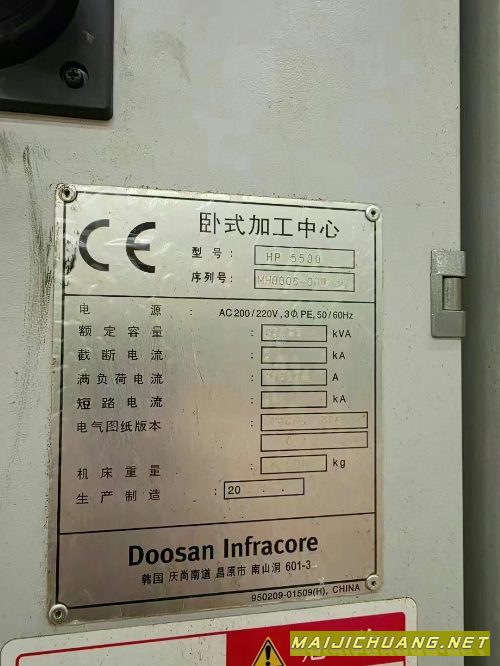 CE
卧式加工中心
型号: HP 5500
序列号:
电源: AC 200/220V, 3Φ, PE, 50/60Hz
额定容量: kVA
截断电流: kA
满负荷电流: A
短路电流: kA
电气图纸版本:
机床重量: kg
生产制造: 20 . .
Doosan Infracore
韩国 庆尚南道 昌原市 南山洞 601-3
950209-01509(H), CHINA
MAIJICHUANG.NET